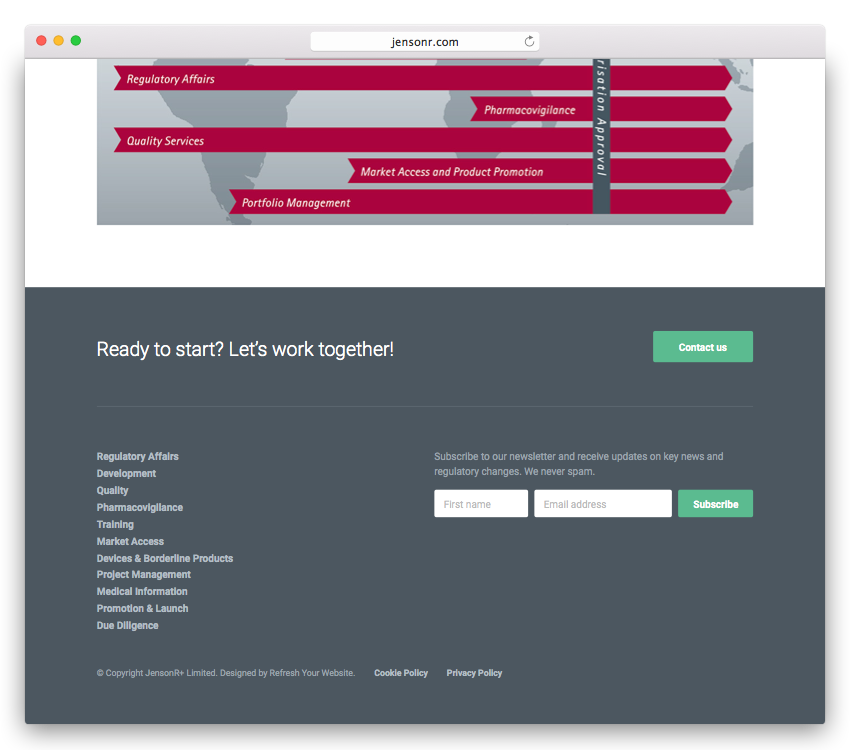 jensonr.com
Regulatory Affairs
Pharmacovigilance
Quality Services
Market Access and Product Promotion
Portfolio Management
Approval
Ready to start? Let's work together!
Contact us
Regulatory Affairs
Development
Quality
Pharmacovigilance
Training
Market Access
Devices & Borderline Products
Project Management
Medical Information
Promotion & Launch
Due Diligence
Subscribe to our newsletter and receive updates on key news and
regulatory changes. We never spam.
First name
Email address
Subscribe
© Copyright JensonR+ Limited. Designed by Refresh Your Website.
Cookie Policy
Privacy Policy